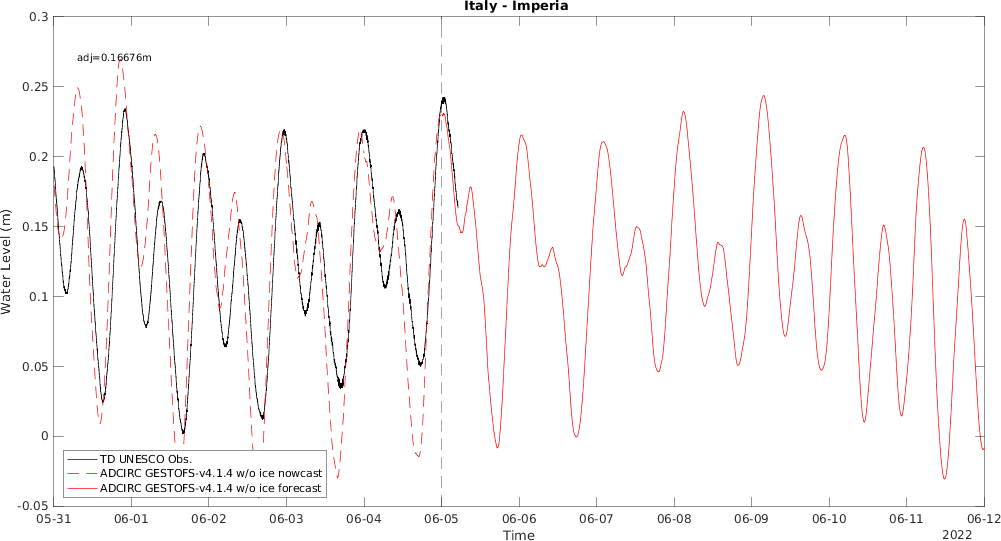 Italy - Imperia
adj=0.16676m
Water Level (m)
0.3
0.25
0.2
0.15
0.1
0.05
0
-0.05
TD UNESCO Obs.
ADCIRC GESTOFS-v4.1.4 w/o ice nowcast
ADCIRC GESTOFS-v4.1.4 w/o ice forecast
05-31 06-01 06-02 06-03 06-04 06-05 06-06 06-07 06-08 06-09 06-10 06-11 06-12
Time
2022